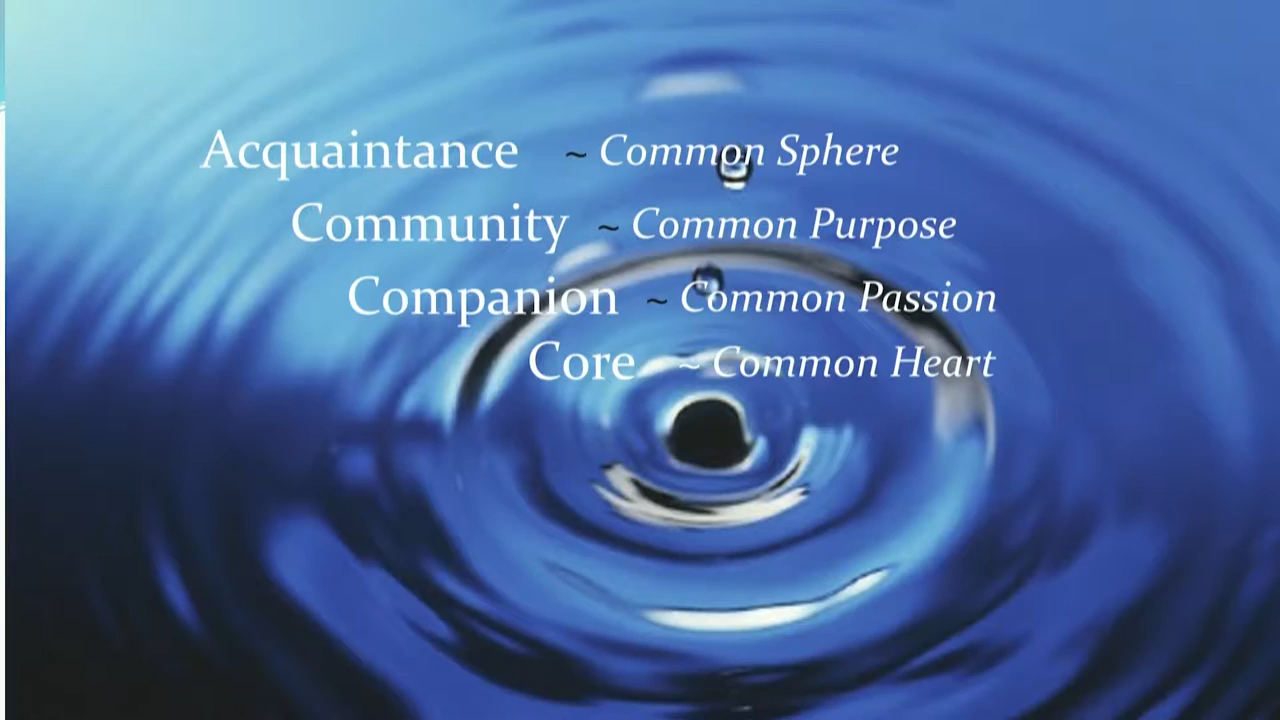 Acquaintance ~ Common Sphere
Community ~ Common Purpose
Companion ~ Common Passion
Core ~ Common Heart